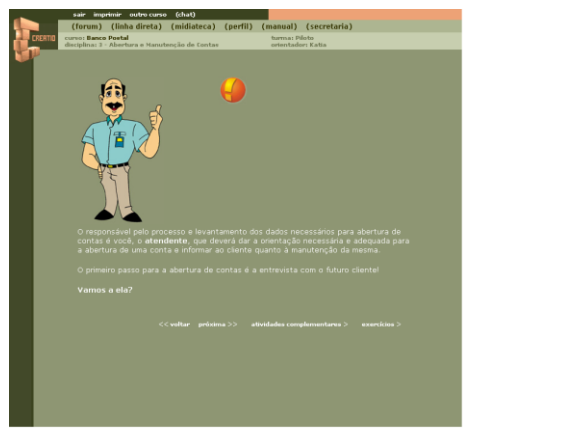 sair imprimir outro curso (chat)
(forum) (linha direta) (midiateca) (perfil) (manual) (secretaria)
CREATIO
curso: Banco Postal turma: Piloto
disciplina: 3 - Abertura e Manutenção de Contas orientador: Katia
O responsável pelo processo e levantamento dos dados necessários para abertura de
contas é você, o atendente, que deverá dar a orientação necessária e adequada para
a abertura de uma conta e informar ao cliente quanto à manutenção da mesma.
O primeiro passo para a abertura de contas é a entrevista com o futuro cliente!
Vamos a ela?
<< voltar próxima >> atividades complementares > exercícios >